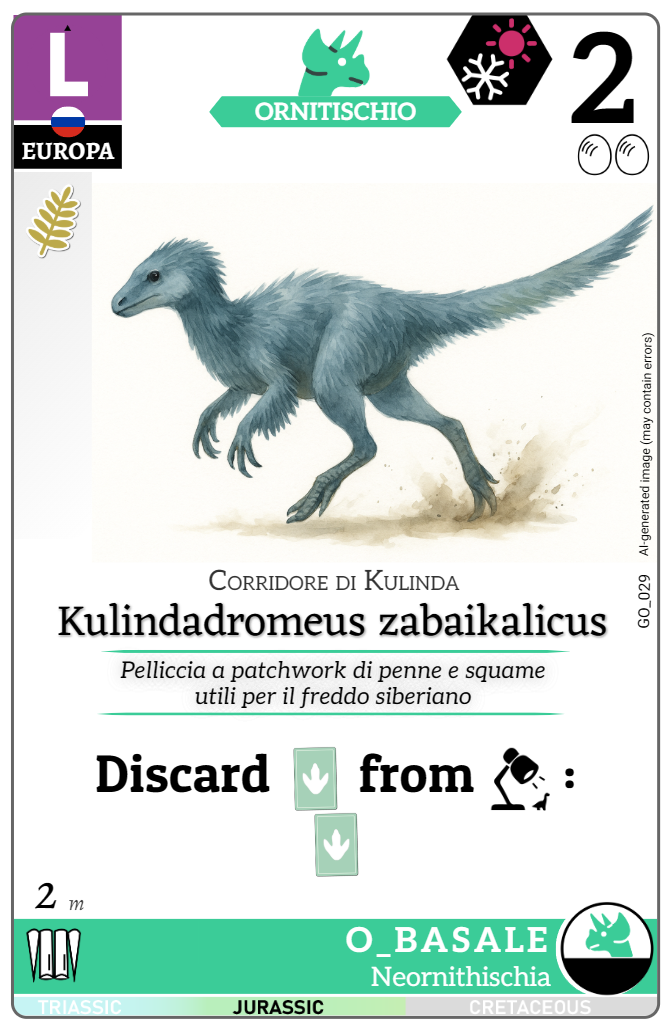 L
EUROPA
ORNITISCHIO
2
AI-generated image (may contain errors)
GO_029
Corridore di Kulinda
Kulindadromeus zabaikalicus
Pelliccia a patchwork di penne e squame
utili per il freddo siberiano
Discard from :
2 m
O_BASALE
Neornithischia
TRIASSIC JURASSIC CRETACEOUS